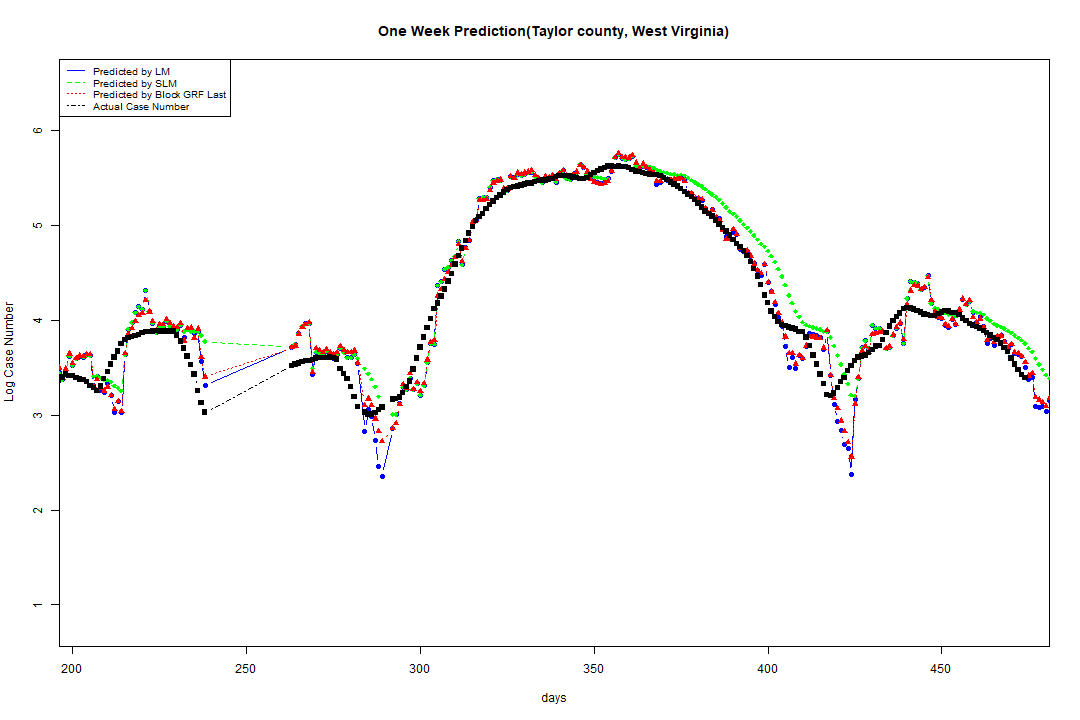 One Week Prediction(Taylor county, West Virginia)
Predicted by LM
Predicted by SLM
Predicted by Block GRF Last
Actual Case Number
6
5
4
3
2
1
Log Case Number
200 250 300 350 400 450
days